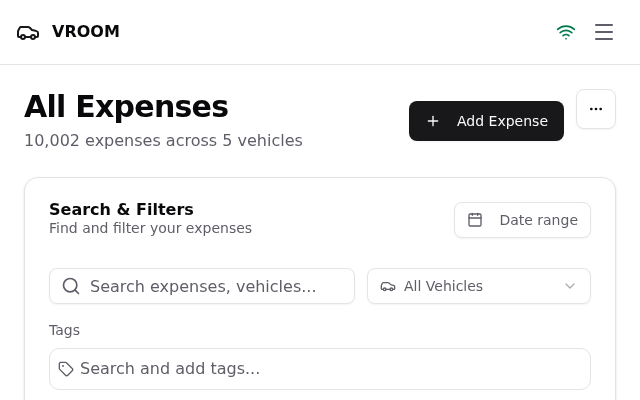 VROOM
All Expenses
10,002 expenses across 5 vehicles
Add Expense
Search & Filters
Find and filter your expenses
Date range
Search expenses, vehicles...
All Vehicles
Tags
Search and add tags...